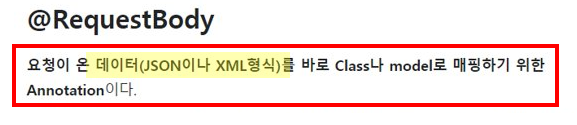 @RequestBody
요청이 온 데이터(JSON이나 XML형식)를 바로 Class나 model로 매핑하기 위한
Annotation이다.